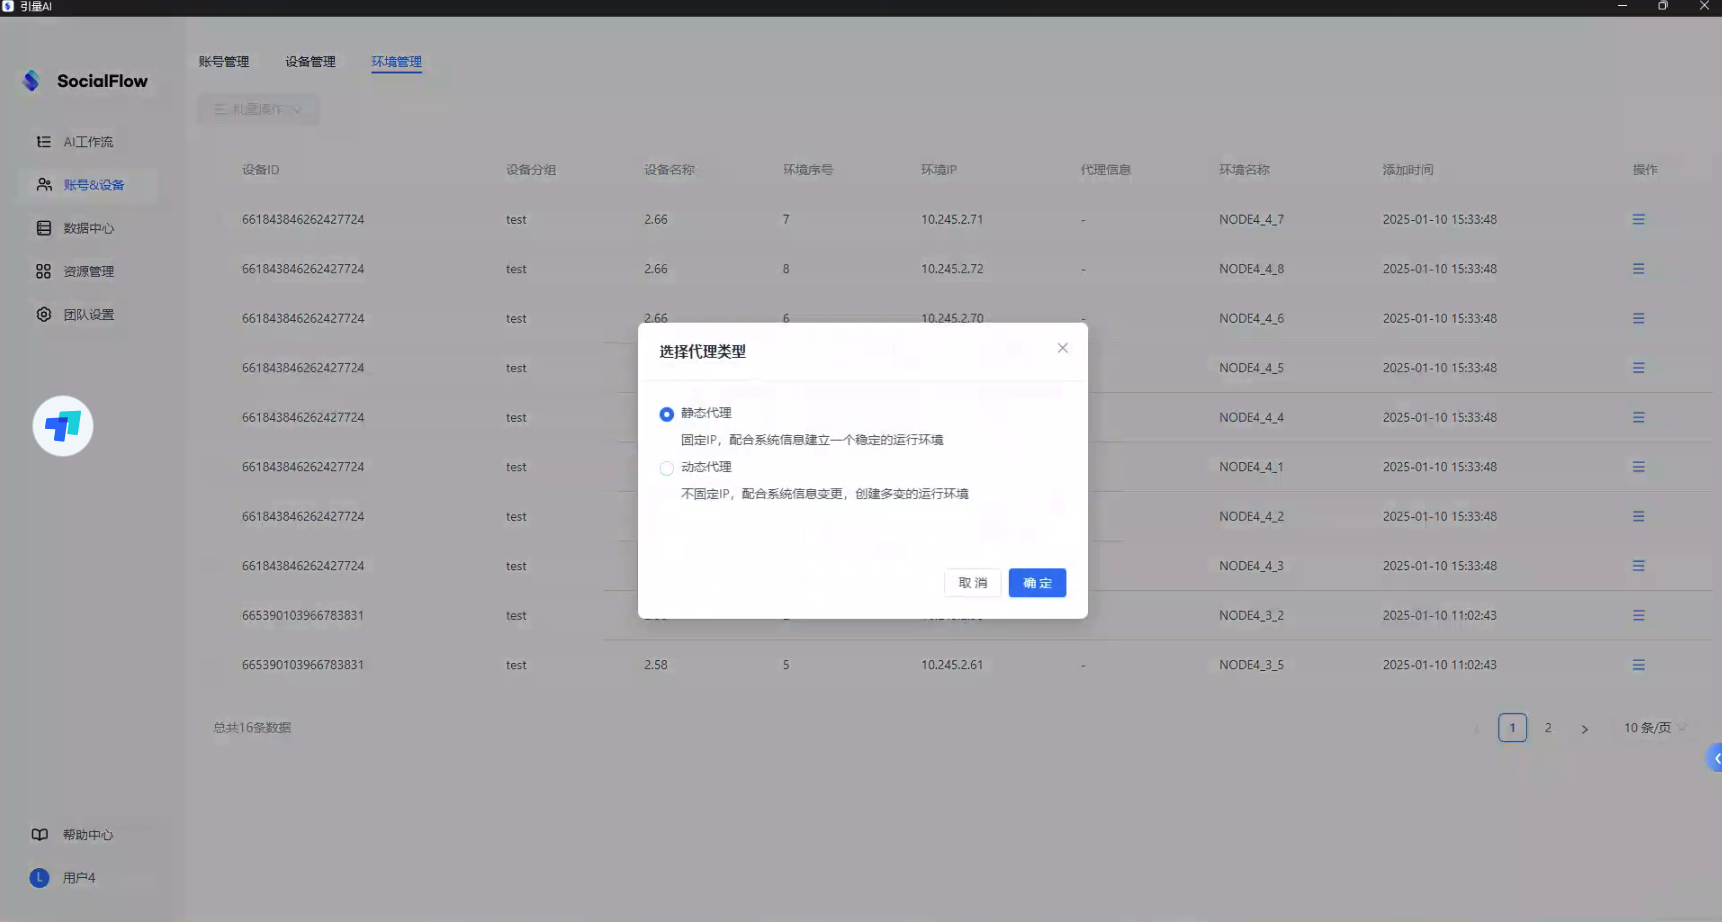 引量AI
SocialFlow
AI工作流
账号&设备
数据中心
资源管理
团队设置
帮助中心
L 用户4
账号管理 设备管理 环境管理
批量操作
设备ID 设备分组 设备名称 环境序号 环境IP 代理信息 环境名称 添加时间 操作
661843846262427724 test 2.66 7 10.245.2.71 - NODE4_4_7 2025-01-10 15:33:48
661843846262427724 test 2.66 8 10.245.2.72 - NODE4_4_8 2025-01-10 15:33:48
661843846262427724 test 2.66 6 10.245.2.70 - NODE4_4_6 2025-01-10 15:33:48
661843846262427724 test NODE4_4_5 2025-01-10 15:33:48
661843846262427724 test NODE4_4_4 2025-01-10 15:33:48
661843846262427724 test NODE4_4_1 2025-01-10 15:33:48
661843846262427724 test NODE4_4_2 2025-01-10 15:33:48
661843846262427724 test NODE4_4_3 2025-01-10 15:33:48
665390103966783831 test NODE4_3_2 2025-01-10 11:02:43
665390103966783831 test 2.58 5 10.245.2.61 - NODE4_3_5 2025-01-10 11:02:43
总共16条数据
1 2 10 条/页
选择代理类型
静态代理
固定IP，配合系统信息建立一个稳定的运行环境
动态代理
不固定IP，配合系统信息变更，创建多变的运行环境
取 消 确 定